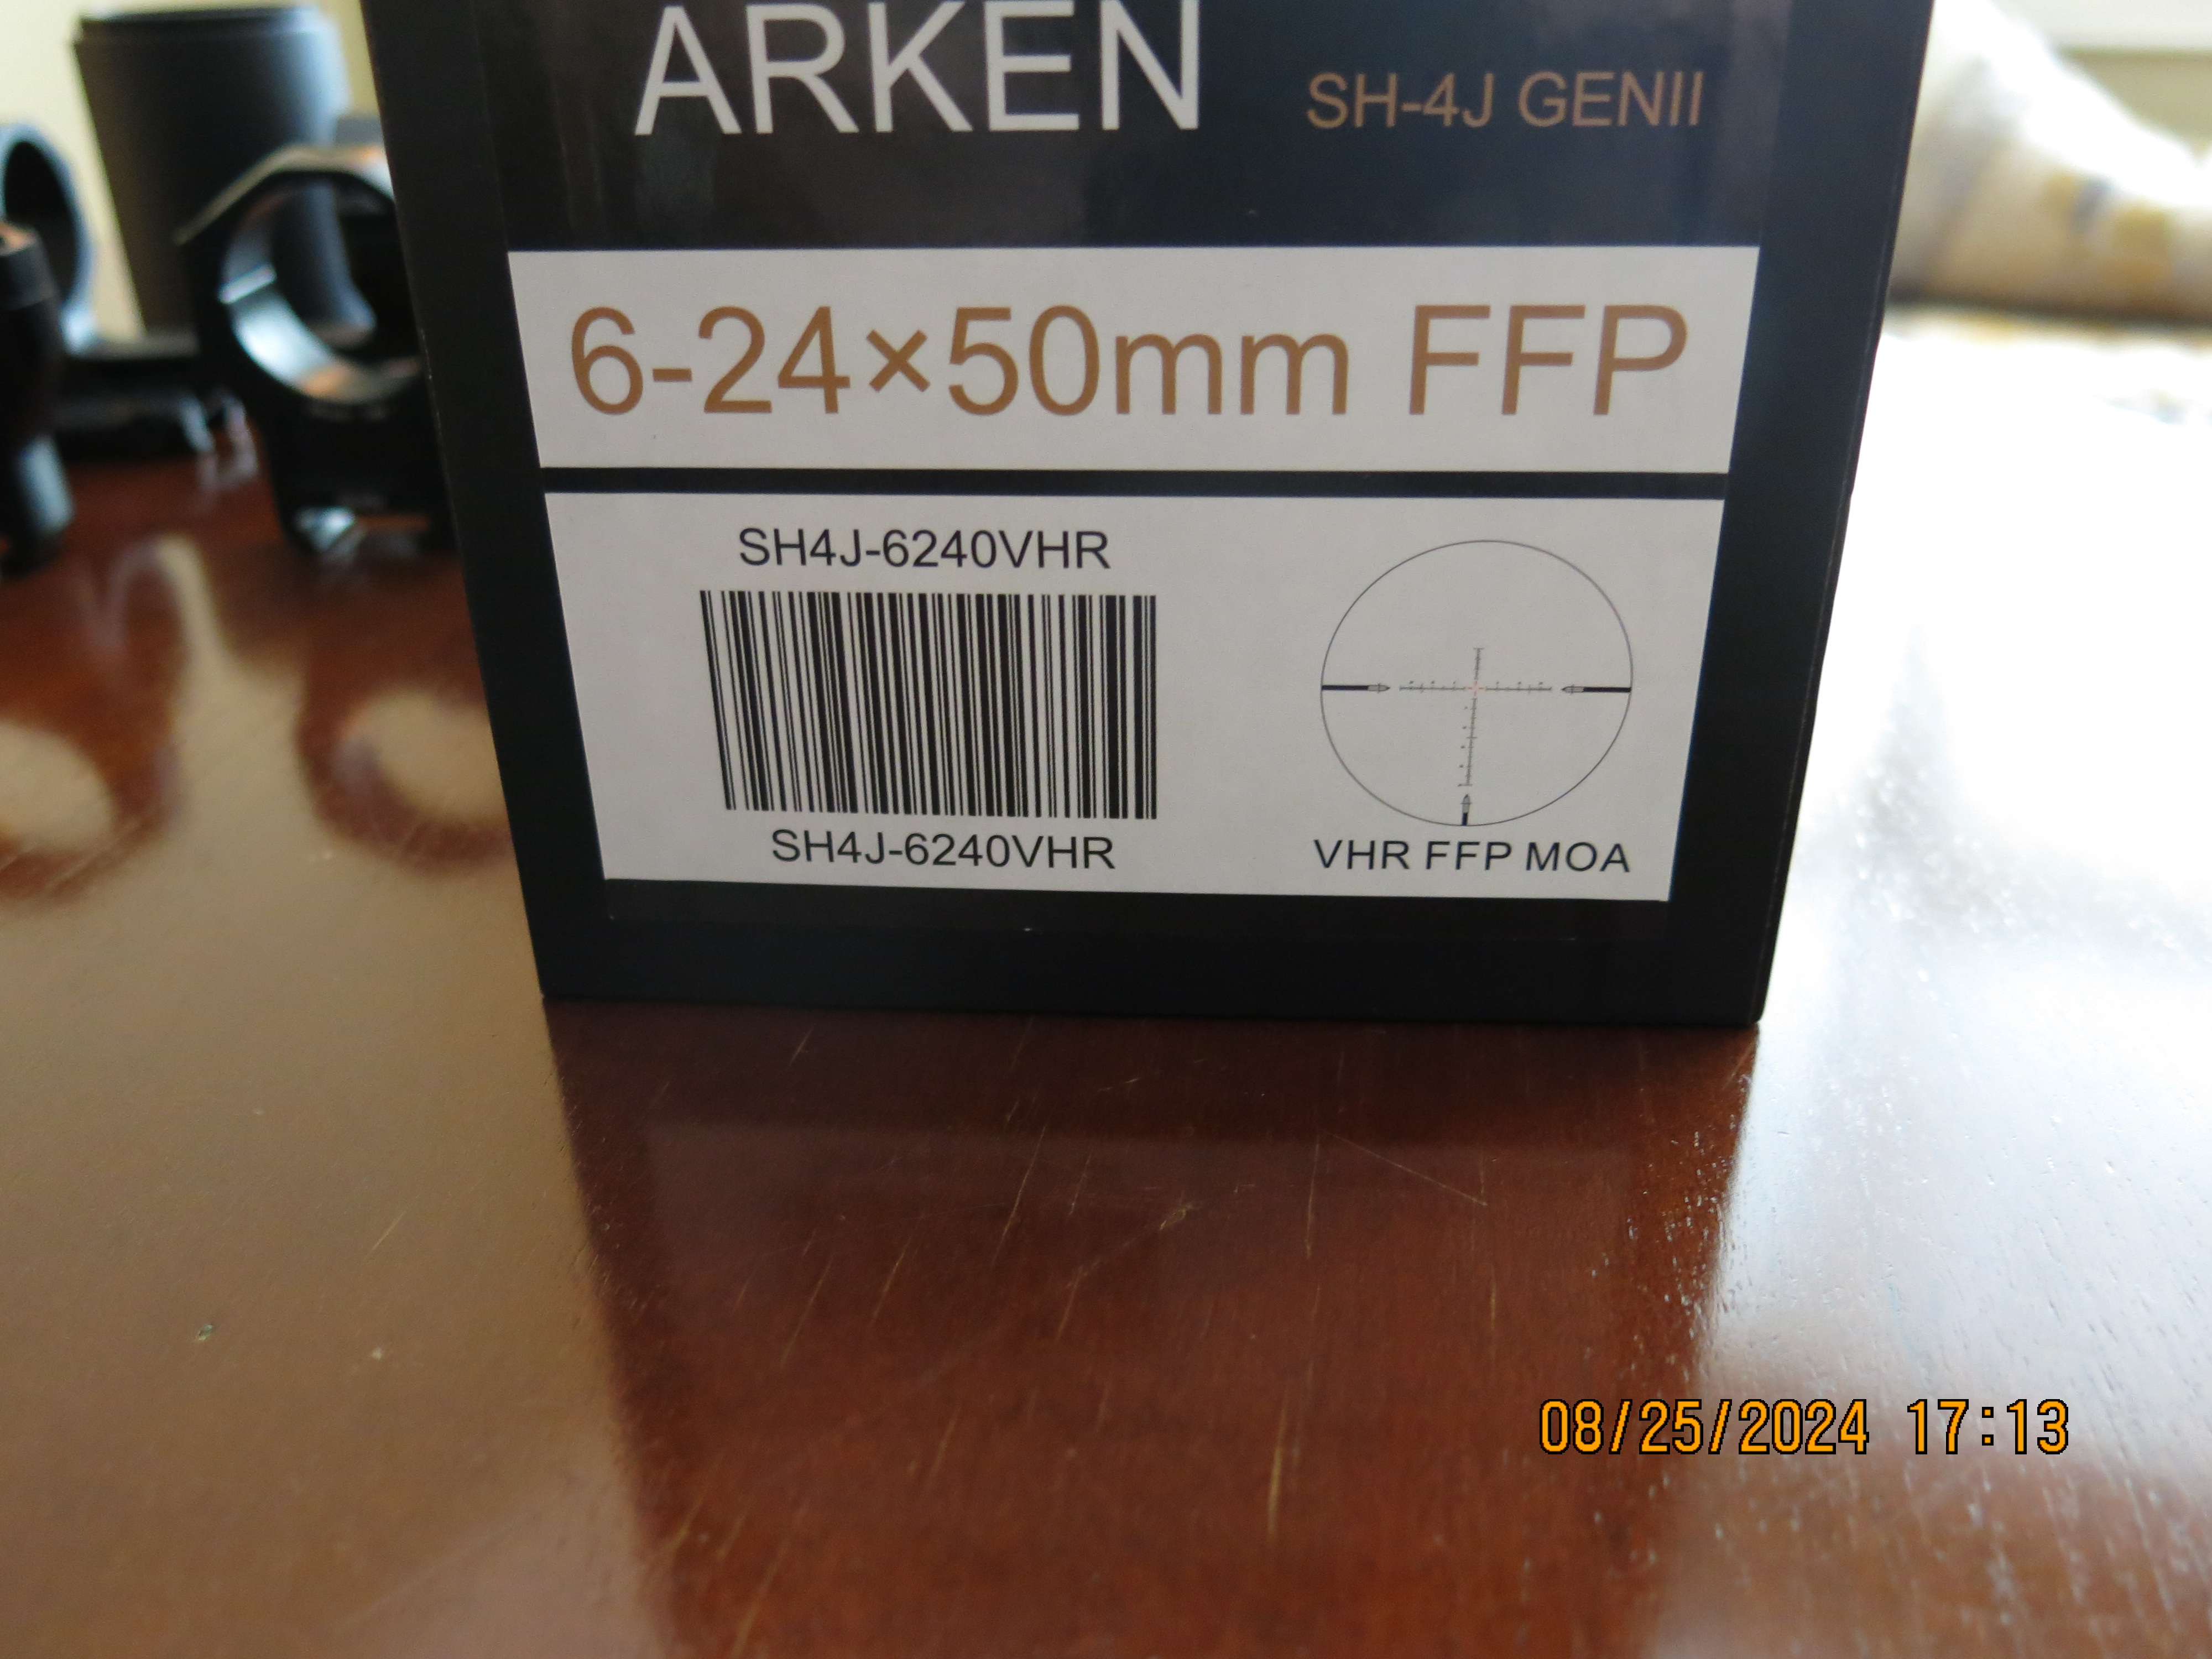 ARKEN SH-4J GENII
6-24×50mm FFP
SH4J-6240VHR
SH4J-6240VHR
VHR FFP MOA
08/25/2024 17:13